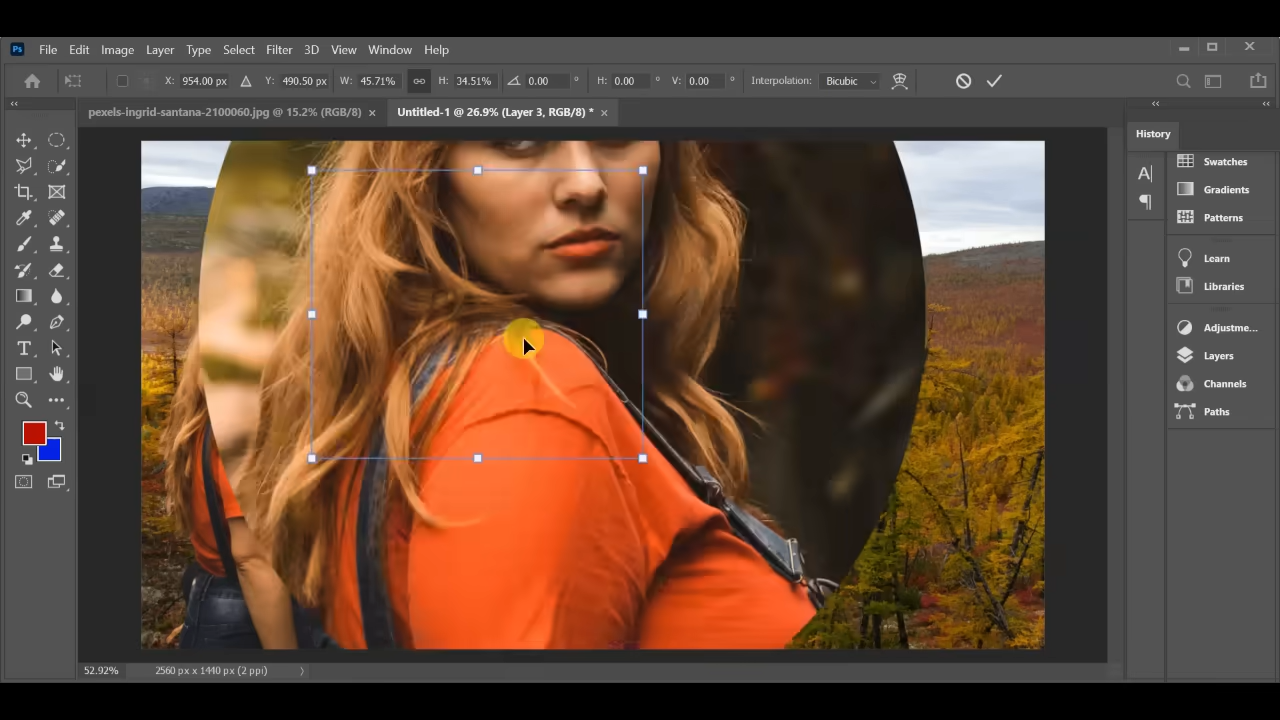 Ps File Edit Image Layer Type Select Filter 3D View Window Help
X: 954.00 px Y: 490.50 px W: 45.71% H: 34.51% 0.00 ° H: 0.00 ° V: 0.00 ° Interpolation: Bicubic
pexels-ingrid-santana-2100060.jpg @ 15.2% (RGB/8) × Untitled-1 @ 26.9% (Layer 3, RGB/8) * ×
History
Swatches
Gradients
Patterns
Learn
Libraries
Adjustme...
Layers
Channels
Paths
52.92% 2560 px x 1440 px (2 ppi)